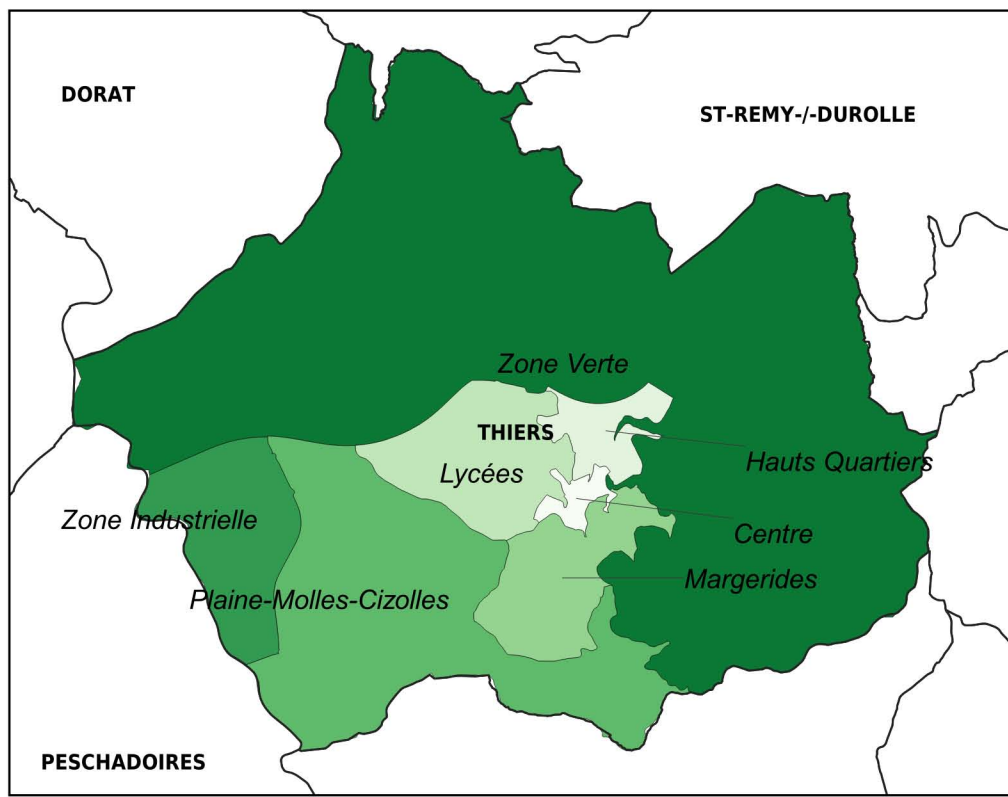 DORAT
ST-REMY-/-DUROLLE
Zone Verte
THIERS
Lycées
Hauts Quartiers
Zone Industrielle
Centre
Margerides
Plaine-Molles-Cizolles
PESCHADOIRES